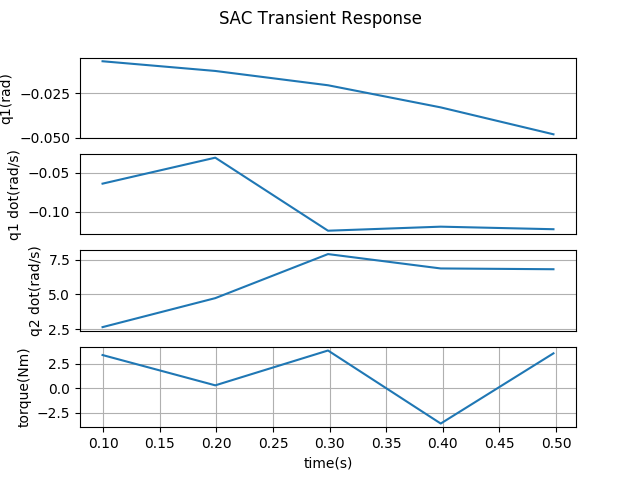 SAC Transient Response
q1(rad)
−0.025
−0.050
q1 dot(rad/s)
−0.05
−0.10
q2 dot(rad/s)
7.5
5.0
2.5
torque(Nm)
2.5
0.0
−2.5
0.10 0.15 0.20 0.25 0.30 0.35 0.40 0.45 0.50
time(s)